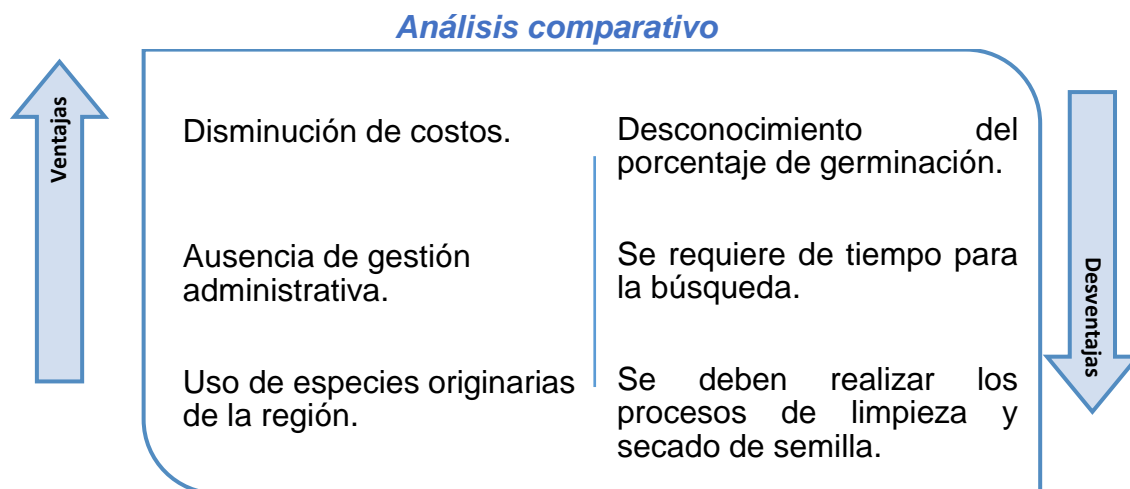 Análisis comparativo
Ventajas
Disminución de costos.
Ausencia de gestión
administrativa.
Uso de especies originarias
de la región.
Desconocimiento del
porcentaje de germinación.
Se requiere de tiempo para
la búsqueda.
Se deben realizar los
procesos de limpieza y
secado de semilla.
Desventajas